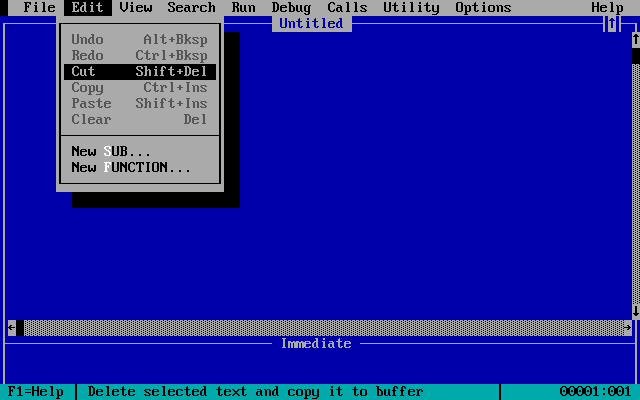 File Edit View Search Run Debug Calls Utility Options Help
Untitled
Undo Alt+Bksp
Redo Ctrl+Bksp
Cut Shift+Del
Copy Ctrl+Ins
Paste Shift+Ins
Clear Del
New SUB...
New FUNCTION...
Immediate
F1=Help Delete selected text and copy it to buffer 00001:001